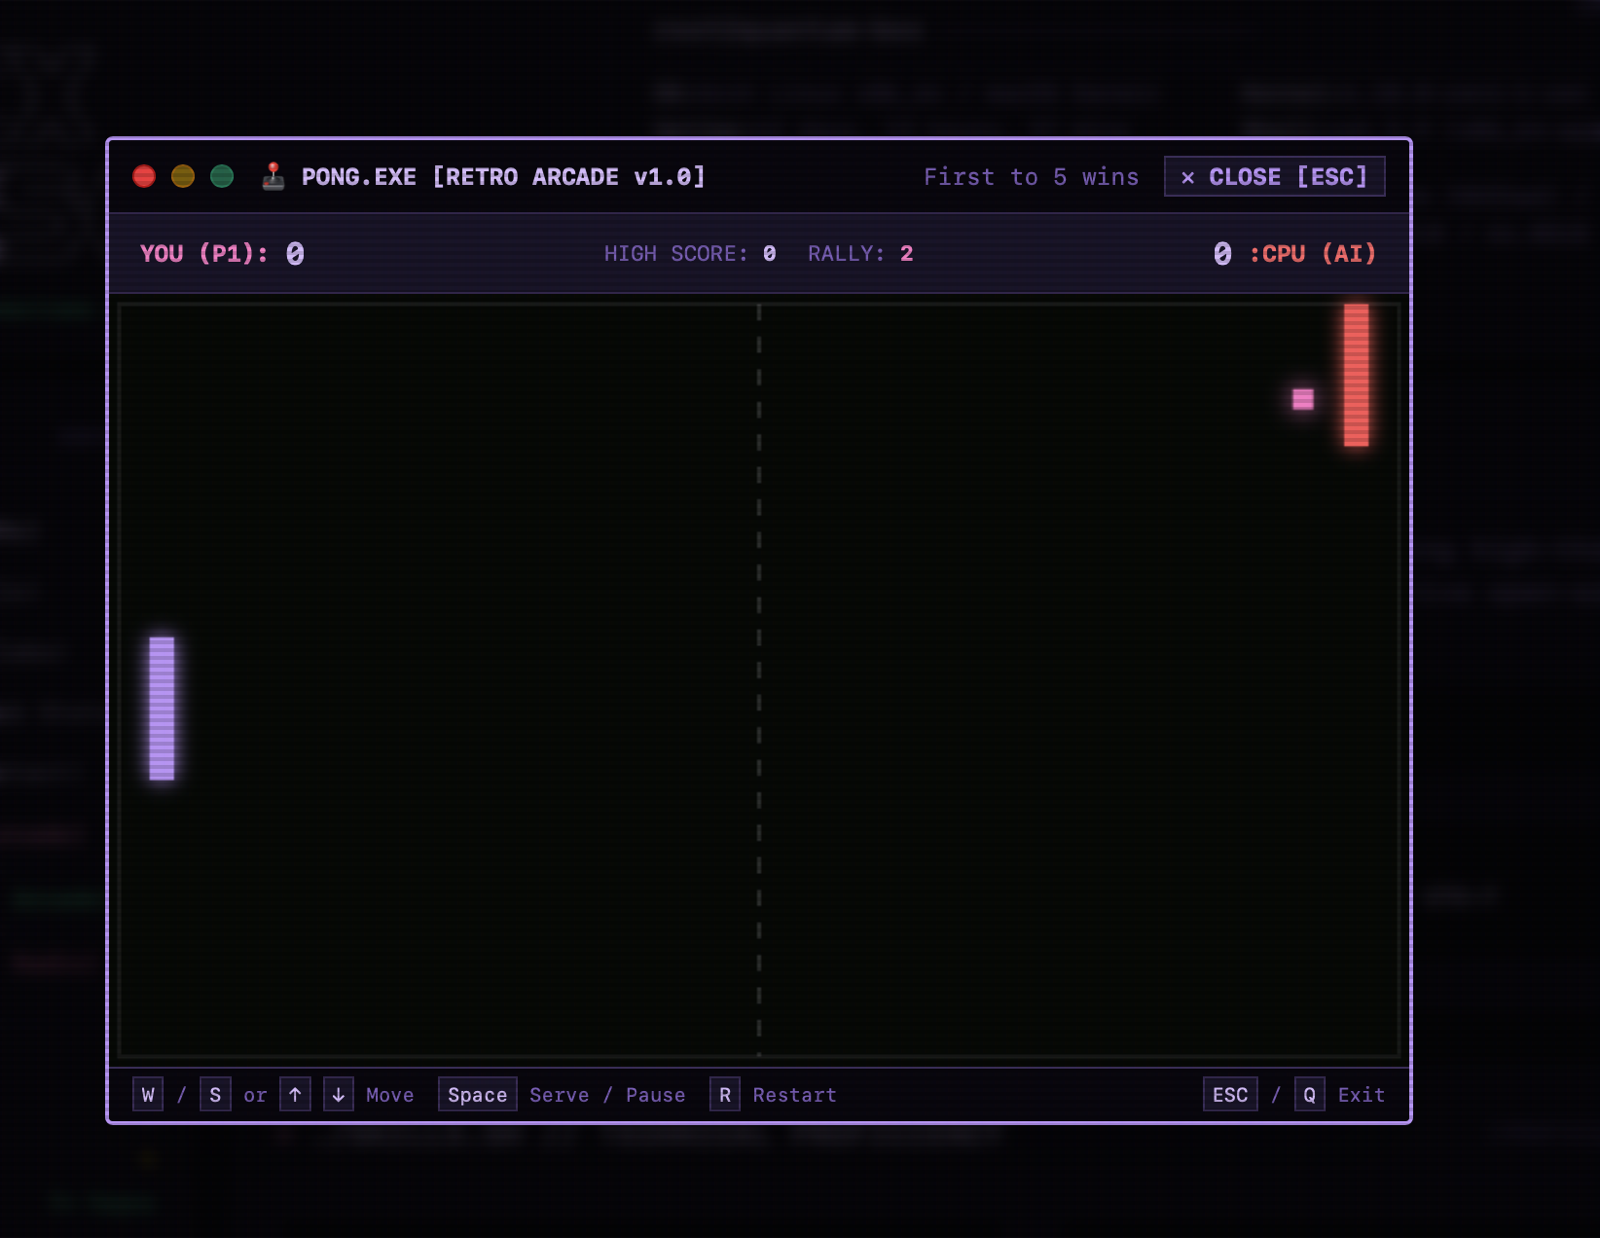 PONG.EXE [RETRO ARCADE v1.0] First to 5 wins × CLOSE [ESC]
YOU (P1): 0 HIGH SCORE: 0 RALLY: 2 0 :CPU (AI)
W / S or ↑ ↓ Move Space Serve / Pause R Restart ESC / Q Exit